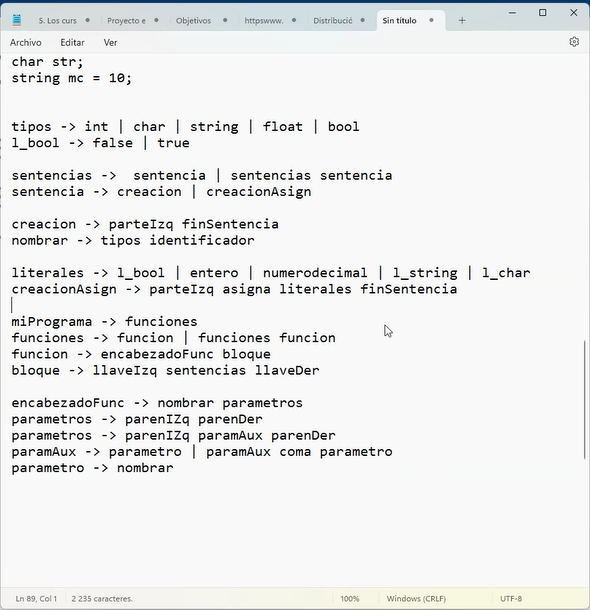 5. Los curs
Proyecto e
Objetivos
httpswww.
Distribució
Sin título
Archivo
Editar
Ver
char str;
string mc = 10;
tipos -> int | char | string | float | bool
l_bool -> false | true
sentencias ->  sentencia | sentencias sentencia
sentencia -> creacion | creacionAsign
creacion -> parteIzq finSentencia
nombrar -> tipos identificador
literales -> l_bool | entero | numerodecimal | l_string | l_char
creacionAsign -> parteIzq asigna literales finSentencia
miPrograma -> funciones
funciones -> funcion | funciones funcion
funcion -> encabezadoFunc bloque
bloque -> llaveIzq sentencias llaveDer
encabezadoFunc -> nombrar parametros
parametros -> parenIZq parenDer
parametros -> parenIZq paramAux parenDer
paramAux -> parametro | paramAux coma parametro
parametro -> nombrar
Ln 89, Col 1
2 235 caracteres.
100%
Windows (CRLF)
UTF-8